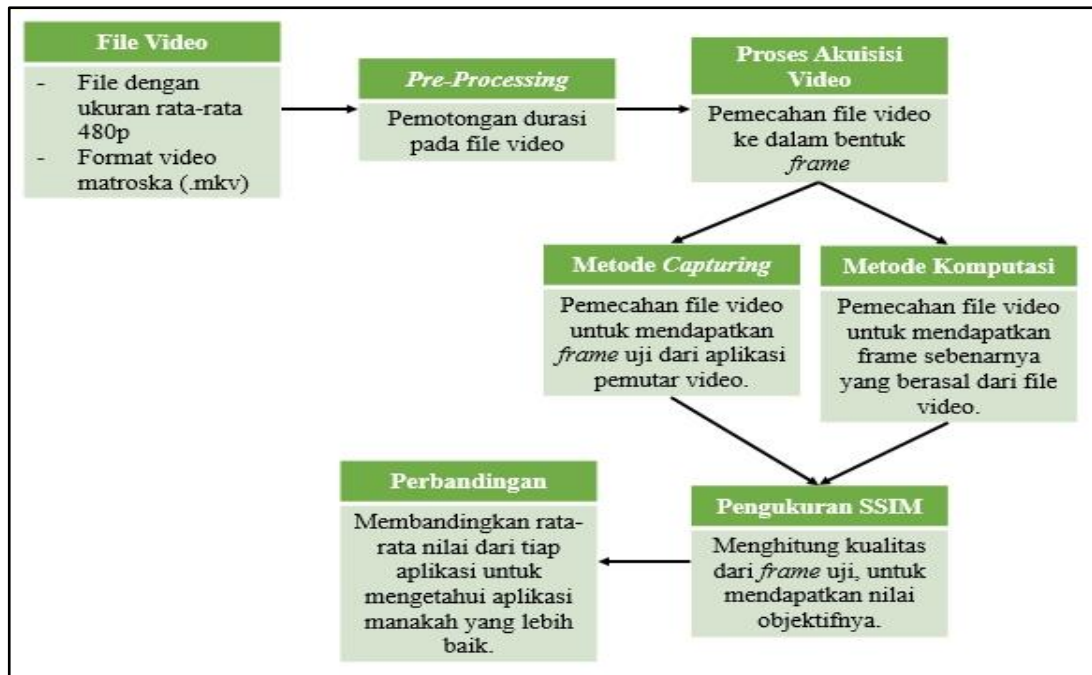 File Video
- File dengan
ukuran rata-rata
480p
- Format video
matroska (.mkv)
Pre-Processing
Pemotongan durasi
pada file video
Proses Akuisisi
Video
Pemecahan file video
ke dalam bentuk
frame
Metode Capturing
Pemecahan file video
untuk mendapatkan
frame uji dari aplikasi
pemutar video.
Metode Komputasi
Pemecahan file video
untuk mendapatkan
frame sebenarnya
yang berasal dari file
video.
Pengukuran SSIM
Menghitung kualitas
dari frame uji, untuk
mendapatkan nilai
objektifnya.
Perbandingan
Membandingkan rata-
rata nilai dari tiap
aplikasi untuk
mengetahui aplikasi
manakah yang lebih
baik.